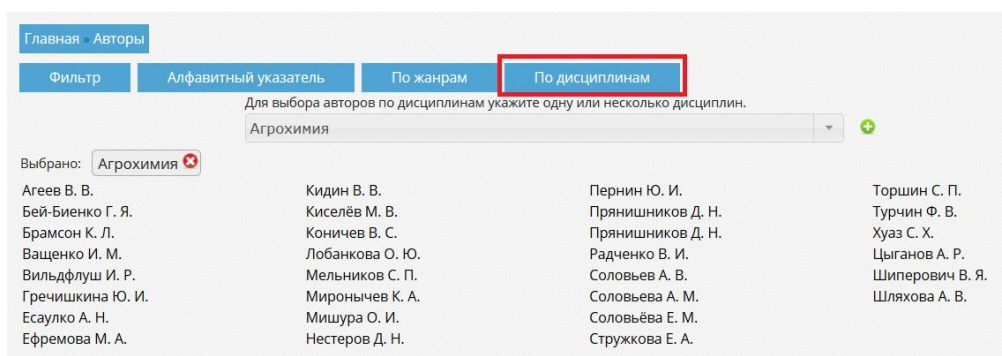 Главная » Авторы
Фильтр
Алфавитный указатель
По жанрам
По дисциплинам
Для выбора авторов по дисциплинам укажите одну или несколько дисциплин.
Агрохимия
Выбрано: Агрохимия
Агеев В. В.
Бей-Биенко Г. Я.
Брамсон К. Л.
Ващенко И. М.
Вильдфлуш И. Р.
Гречишкина Ю. И.
Есаулко А. Н.
Ефремова М. А.
Кидин В. В.
Киселёв М. В.
Коничев В. С.
Лобанкова О. Ю.
Мельников С. П.
Миронычев К. А.
Мишура О. И.
Нестеров Д. Н.
Пернин Ю. И.
Прянишников Д. Н.
Прянишников Д. Н.
Радченко В. И.
Соловьев А. В.
Соловьева А. М.
Соловьёва Е. М.
Стружкова Е. А.
Торшин С. П.
Турчин Ф. В.
Хуаз С. Х.
Цыганов А. Р.
Шиперович В. Я.
Шляхова А. В.